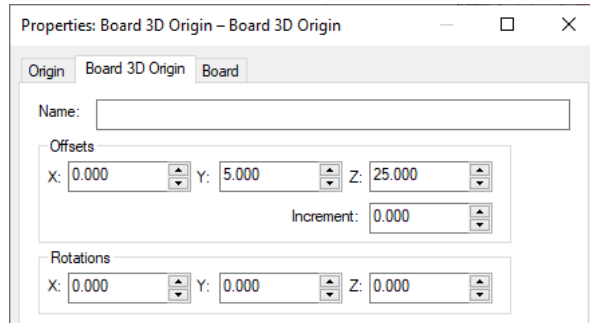 Properties: Board 3D Origin – Board 3D Origin
Origin Board 3D Origin Board
Name:
Offsets
X: 0.000 Y: 5.000 Z: 25.000
Increment: 0.000
Rotations
X: 0.000 Y: 0.000 Z: 0.000